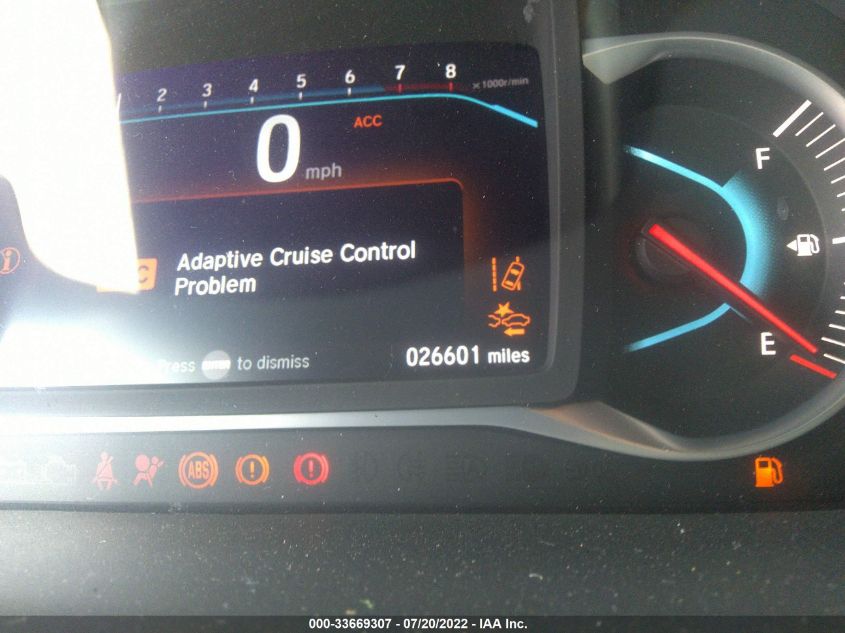 2 3 4 5 6 7 8 x1000r/min
ACC
0 mph
F
Adaptive Cruise Control
Problem
E
to dismiss
026601 miles
ABS
000-33669307 - 07/20/2022 - IAA Inc.